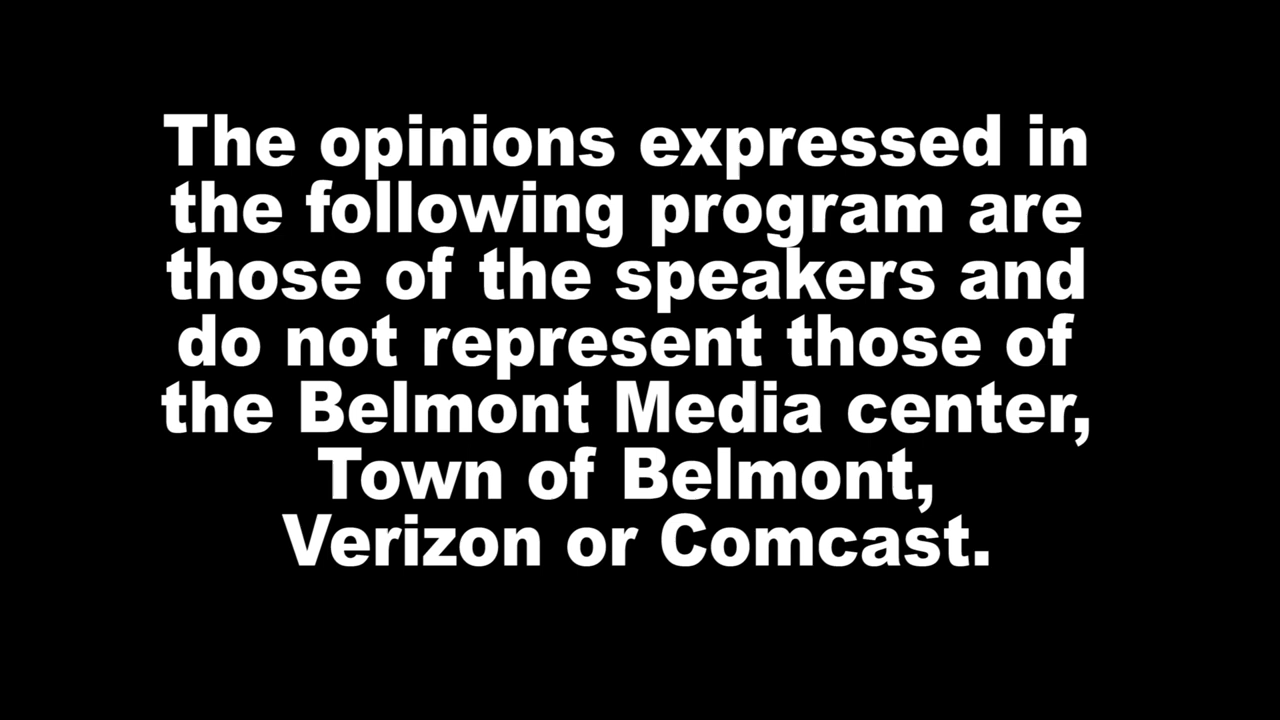 The opinions expressed in
the following program are
those of the speakers and
do not represent those of
the Belmont Media center,
Town of Belmont,
Verizon or Comcast.